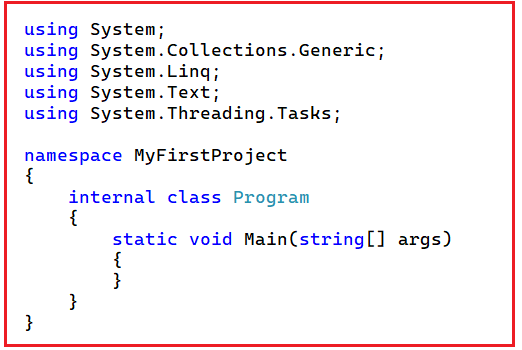 using System;
using System.Collections.Generic;
using System.Linq;
using System.Text;
using System.Threading.Tasks;

namespace MyFirstProject
{
    internal class Program
    {
        static void Main(string[] args)
        {
        }
    }
}